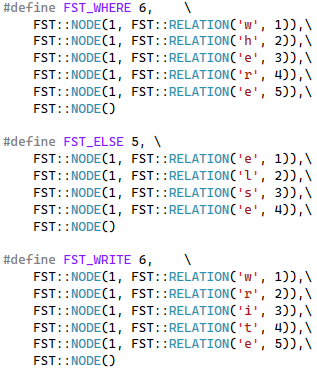 #define FST_WHERE 6,    \
    FST::NODE(1, FST::RELATION('w', 1)),\
    FST::NODE(1, FST::RELATION('h', 2)),\
    FST::NODE(1, FST::RELATION('e', 3)),\
    FST::NODE(1, FST::RELATION('r', 4)),\
    FST::NODE(1, FST::RELATION('e', 5)),\
    FST::NODE()

#define FST_ELSE 5, \
    FST::NODE(1, FST::RELATION('e', 1)),\
    FST::NODE(1, FST::RELATION('l', 2)),\
    FST::NODE(1, FST::RELATION('s', 3)),\
    FST::NODE(1, FST::RELATION('e', 4)),\
    FST::NODE()

#define FST_WRITE 6,    \
    FST::NODE(1, FST::RELATION('w', 1)),\
    FST::NODE(1, FST::RELATION('r', 2)),\
    FST::NODE(1, FST::RELATION('i', 3)),\
    FST::NODE(1, FST::RELATION('t', 4)),\
    FST::NODE(1, FST::RELATION('e', 5)),\
    FST::NODE()